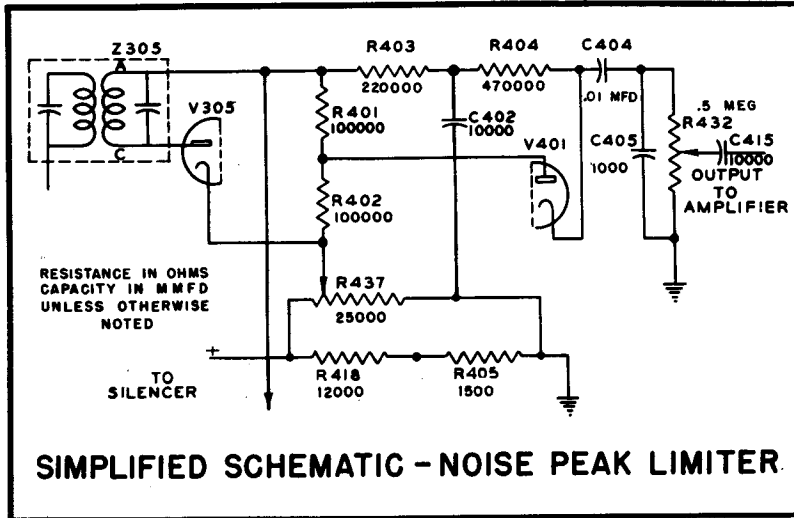 Z305
A
C
V305
R403
220000
R404
470000
C404
.01 MFD
R401
100000
C402
10000
V401
C405
1000
.5 MEG
R432
C415
10000
OUTPUT
TO
AMPLIFIER
R402
100000
RESISTANCE IN OHMS
CAPACITY IN MMFD
UNLESS OTHERWISE
NOTED
R437
25000
+
TO
SILENCER
R418
12000
R405
1500
SIMPLIFIED SCHEMATIC – NOISE PEAK LIMITER